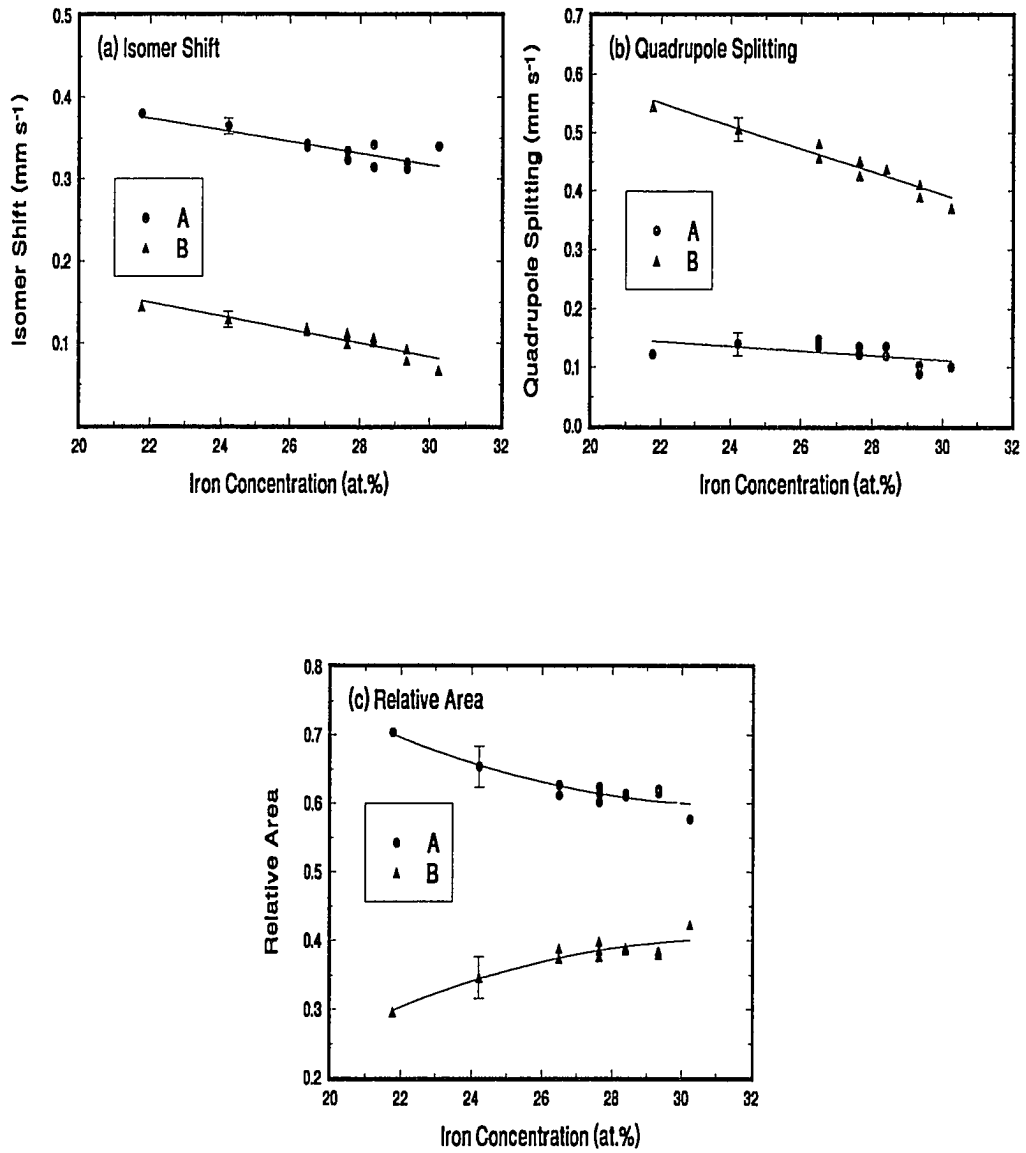 (a) Isomer Shift
Isomer Shift (mm s⁻¹)
0.5
0.4
0.3
0.2
0.1
A
B
20 22 24 26 28 30 32
Iron Concentration (at.%)
(b) Quadrupole Splitting
Quadrupole Splitting (mm s⁻¹)
0.7
0.6
0.5
0.4
0.3
0.2
0.1
0.0
A
B
20 22 24 26 28 30 32
Iron Concentration (at.%)
(c) Relative Area
Relative Area
0.8
0.7
0.6
0.5
0.4
0.3
0.2
A
B
20 22 24 26 28 30 32
Iron Concentration (at.%)